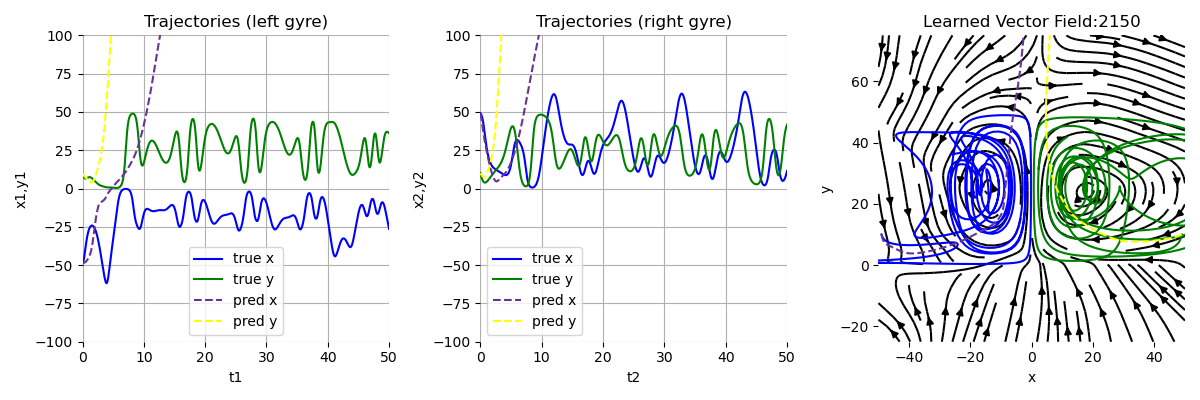 Trajectories (left gyre)
100
75
50
25
0
−25
−50
−75
−100
x1,y1
true x
true y
pred x
pred y
0
10
20
30
40
50
t1
Trajectories (right gyre)
100
75
50
25
0
−25
−50
−75
−100
x2,y2
true x
true y
pred x
pred y
0
10
20
30
40
50
t2
Learned Vector Field:2150
60
40
20
0
−20
y
−40
−20
0
20
40
x